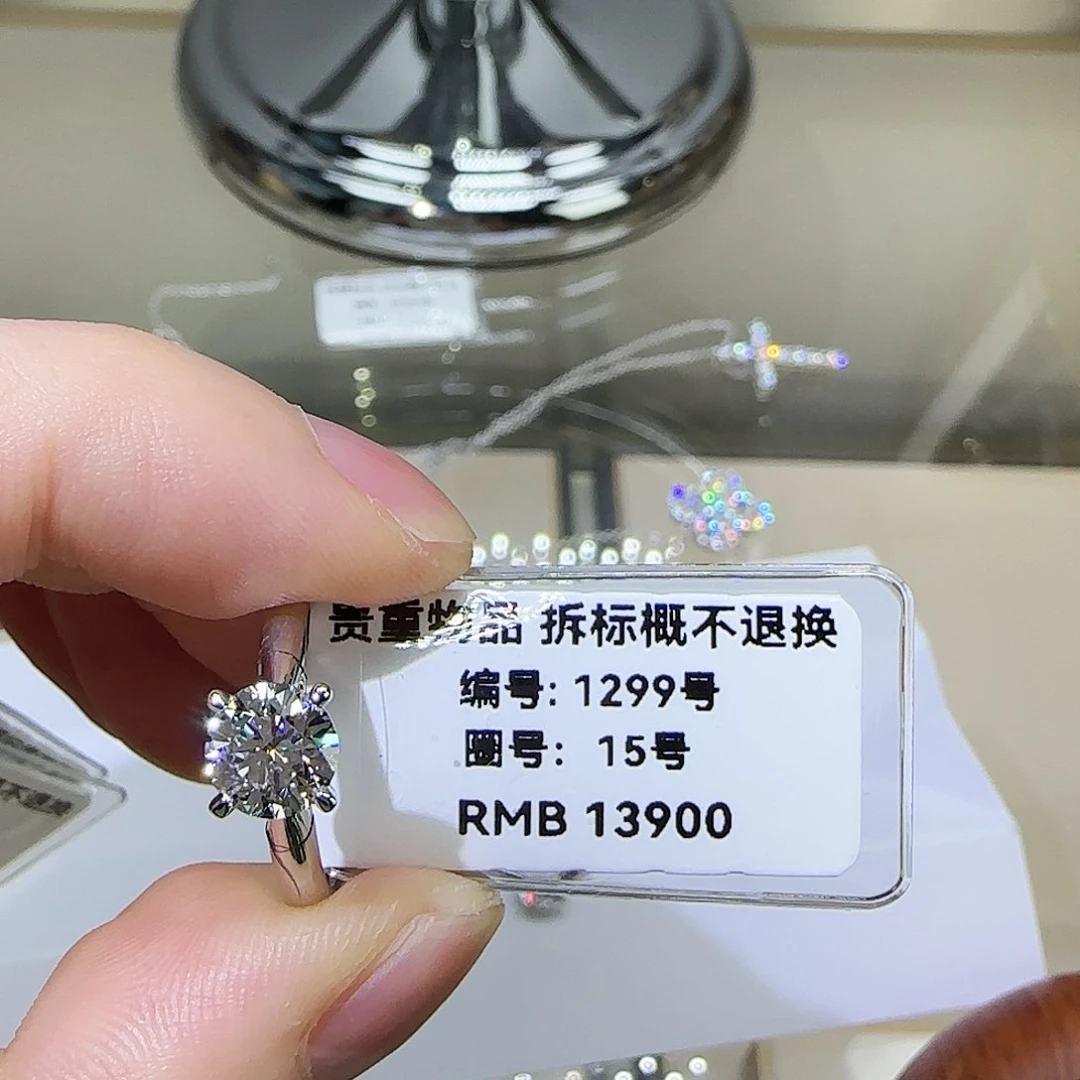 贵重物品 拆标概不退换
编号: 1299号
圈号: 15号
RMB 13900